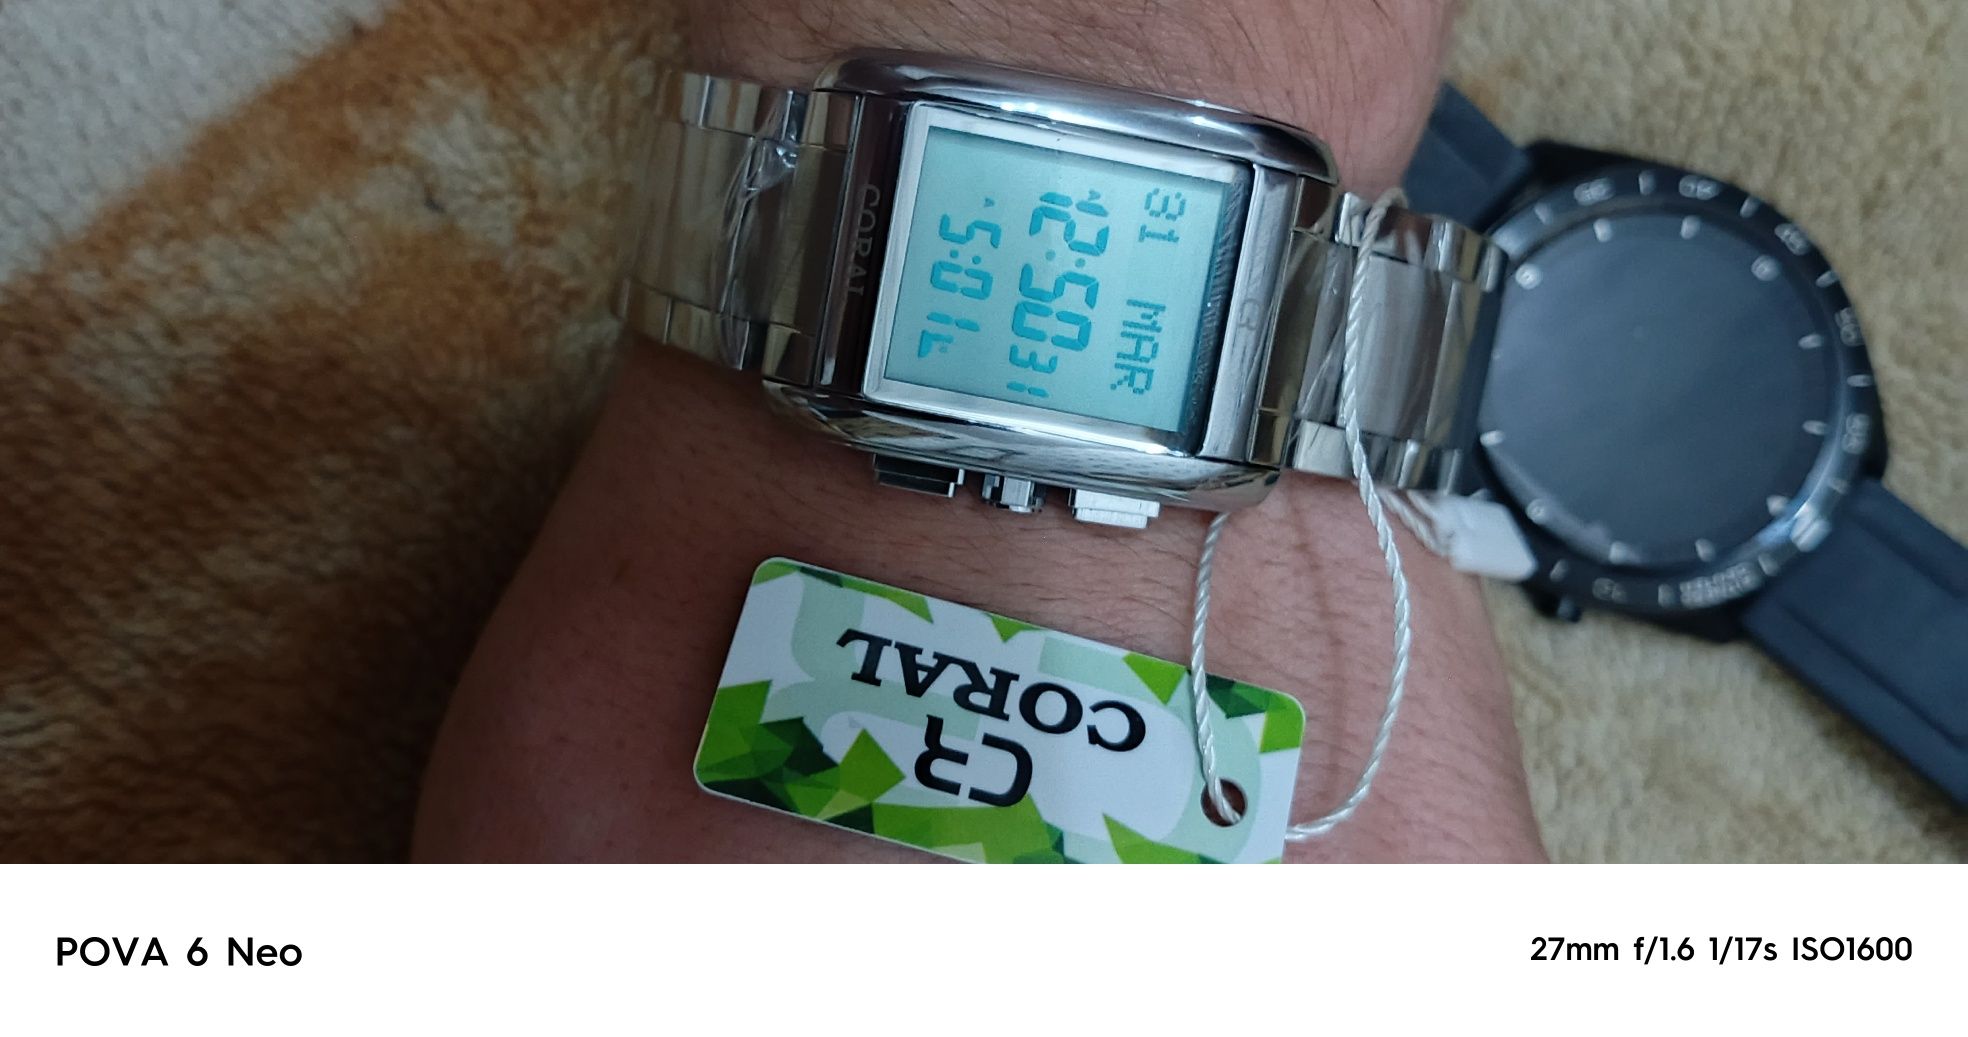 CORAL
31 MAR
12:50 31
5:01
CR
CORAL
POVA 6 Neo
27mm f/1.6 1/17s ISO1600